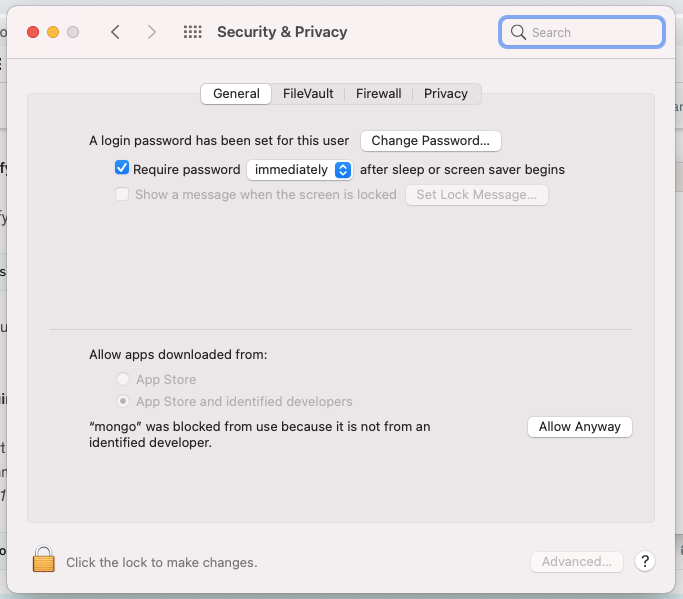 Security & Privacy
Search
General FileVault Firewall Privacy
A login password has been set for this user Change Password...
Require password immediately after sleep or screen saver begins
Show a message when the screen is locked Set Lock Message...
Allow apps downloaded from:
App Store
App Store and identified developers
“mongo” was blocked from use because it is not from an
identified developer.
Allow Anyway
Click the lock to make changes.
Advanced... ?